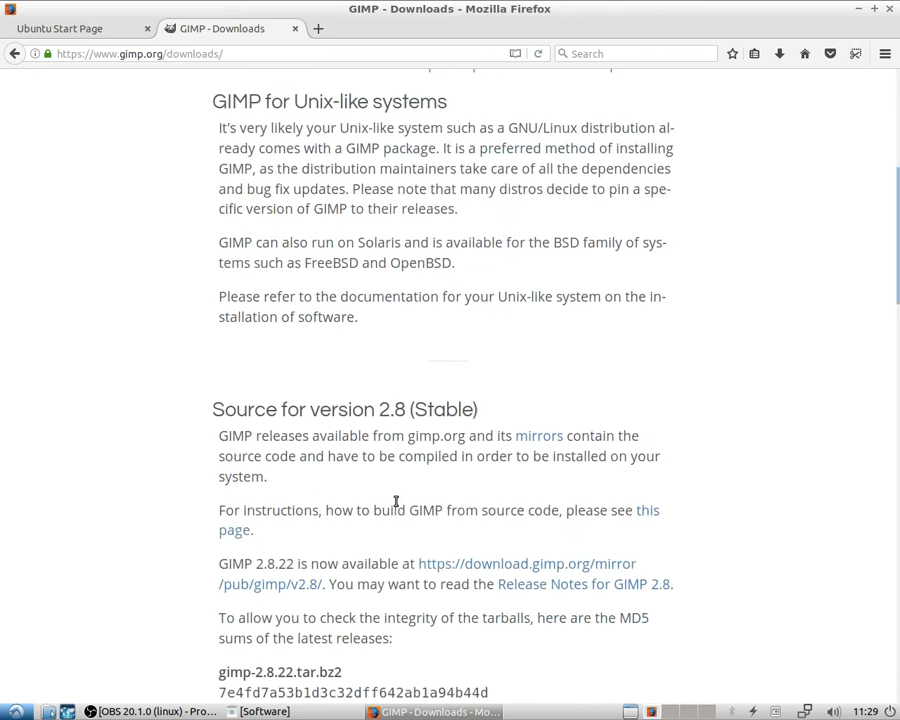 GIMP - Downloads - Mozilla Firefox
Ubuntu Start Page
GIMP - Downloads
https://www.gimp.org/downloads/
Search
GIMP for Unix-like systems
It's very likely your Unix-like system such as a GNU/Linux distribution al-
ready comes with a GIMP package. It is a preferred method of installing
GIMP, as the distribution maintainers take care of all the dependencies
and bug fix updates. Please note that many distros decide to pin a spe-
cific version of GIMP to their releases.
GIMP can also run on Solaris and is available for the BSD family of sys-
tems such as FreeBSD and OpenBSD.
Please refer to the documentation for your Unix-like system on the in-
stallation of software.
Source for version 2.8 (Stable)
GIMP releases available from gimp.org and its mirrors contain the
source code and have to be compiled in order to be installed on your
system.
For instructions, how to build GIMP from source code, please see this
page.
GIMP 2.8.22 is now available at https://download.gimp.org/mirror
/pub/gimp/v2.8/. You may want to read the Release Notes for GIMP 2.8.
To allow you to check the integrity of the tarballs, here are the MD5
sums of the latest releases:
gimp-2.8.22.tar.bz2
7e4fd7a53b1d3c32dff642ab1a94b44d
[OBS 20.1.0 (linux) - Pro...
[Software]
GIMP - Downloads - Mo...
11:29